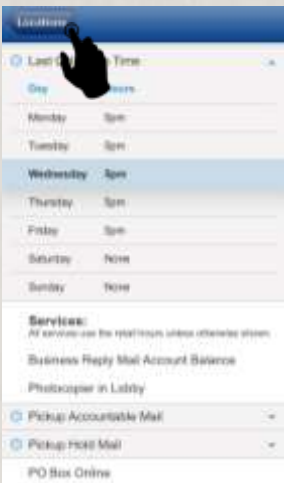 Locations
Last Time
Day Hours
Monday 5pm
Tuesday 5pm
Wednesday 5pm
Thursday 5pm
Friday 5pm
Saturday None
Sunday None
Services:
All services use the retail hours unless otherwise shown
Business Reply Mail Account Balance
Photocopier in Lobby
Pickup Accountable Mail
Pickup Hold Mail
PO Box Online